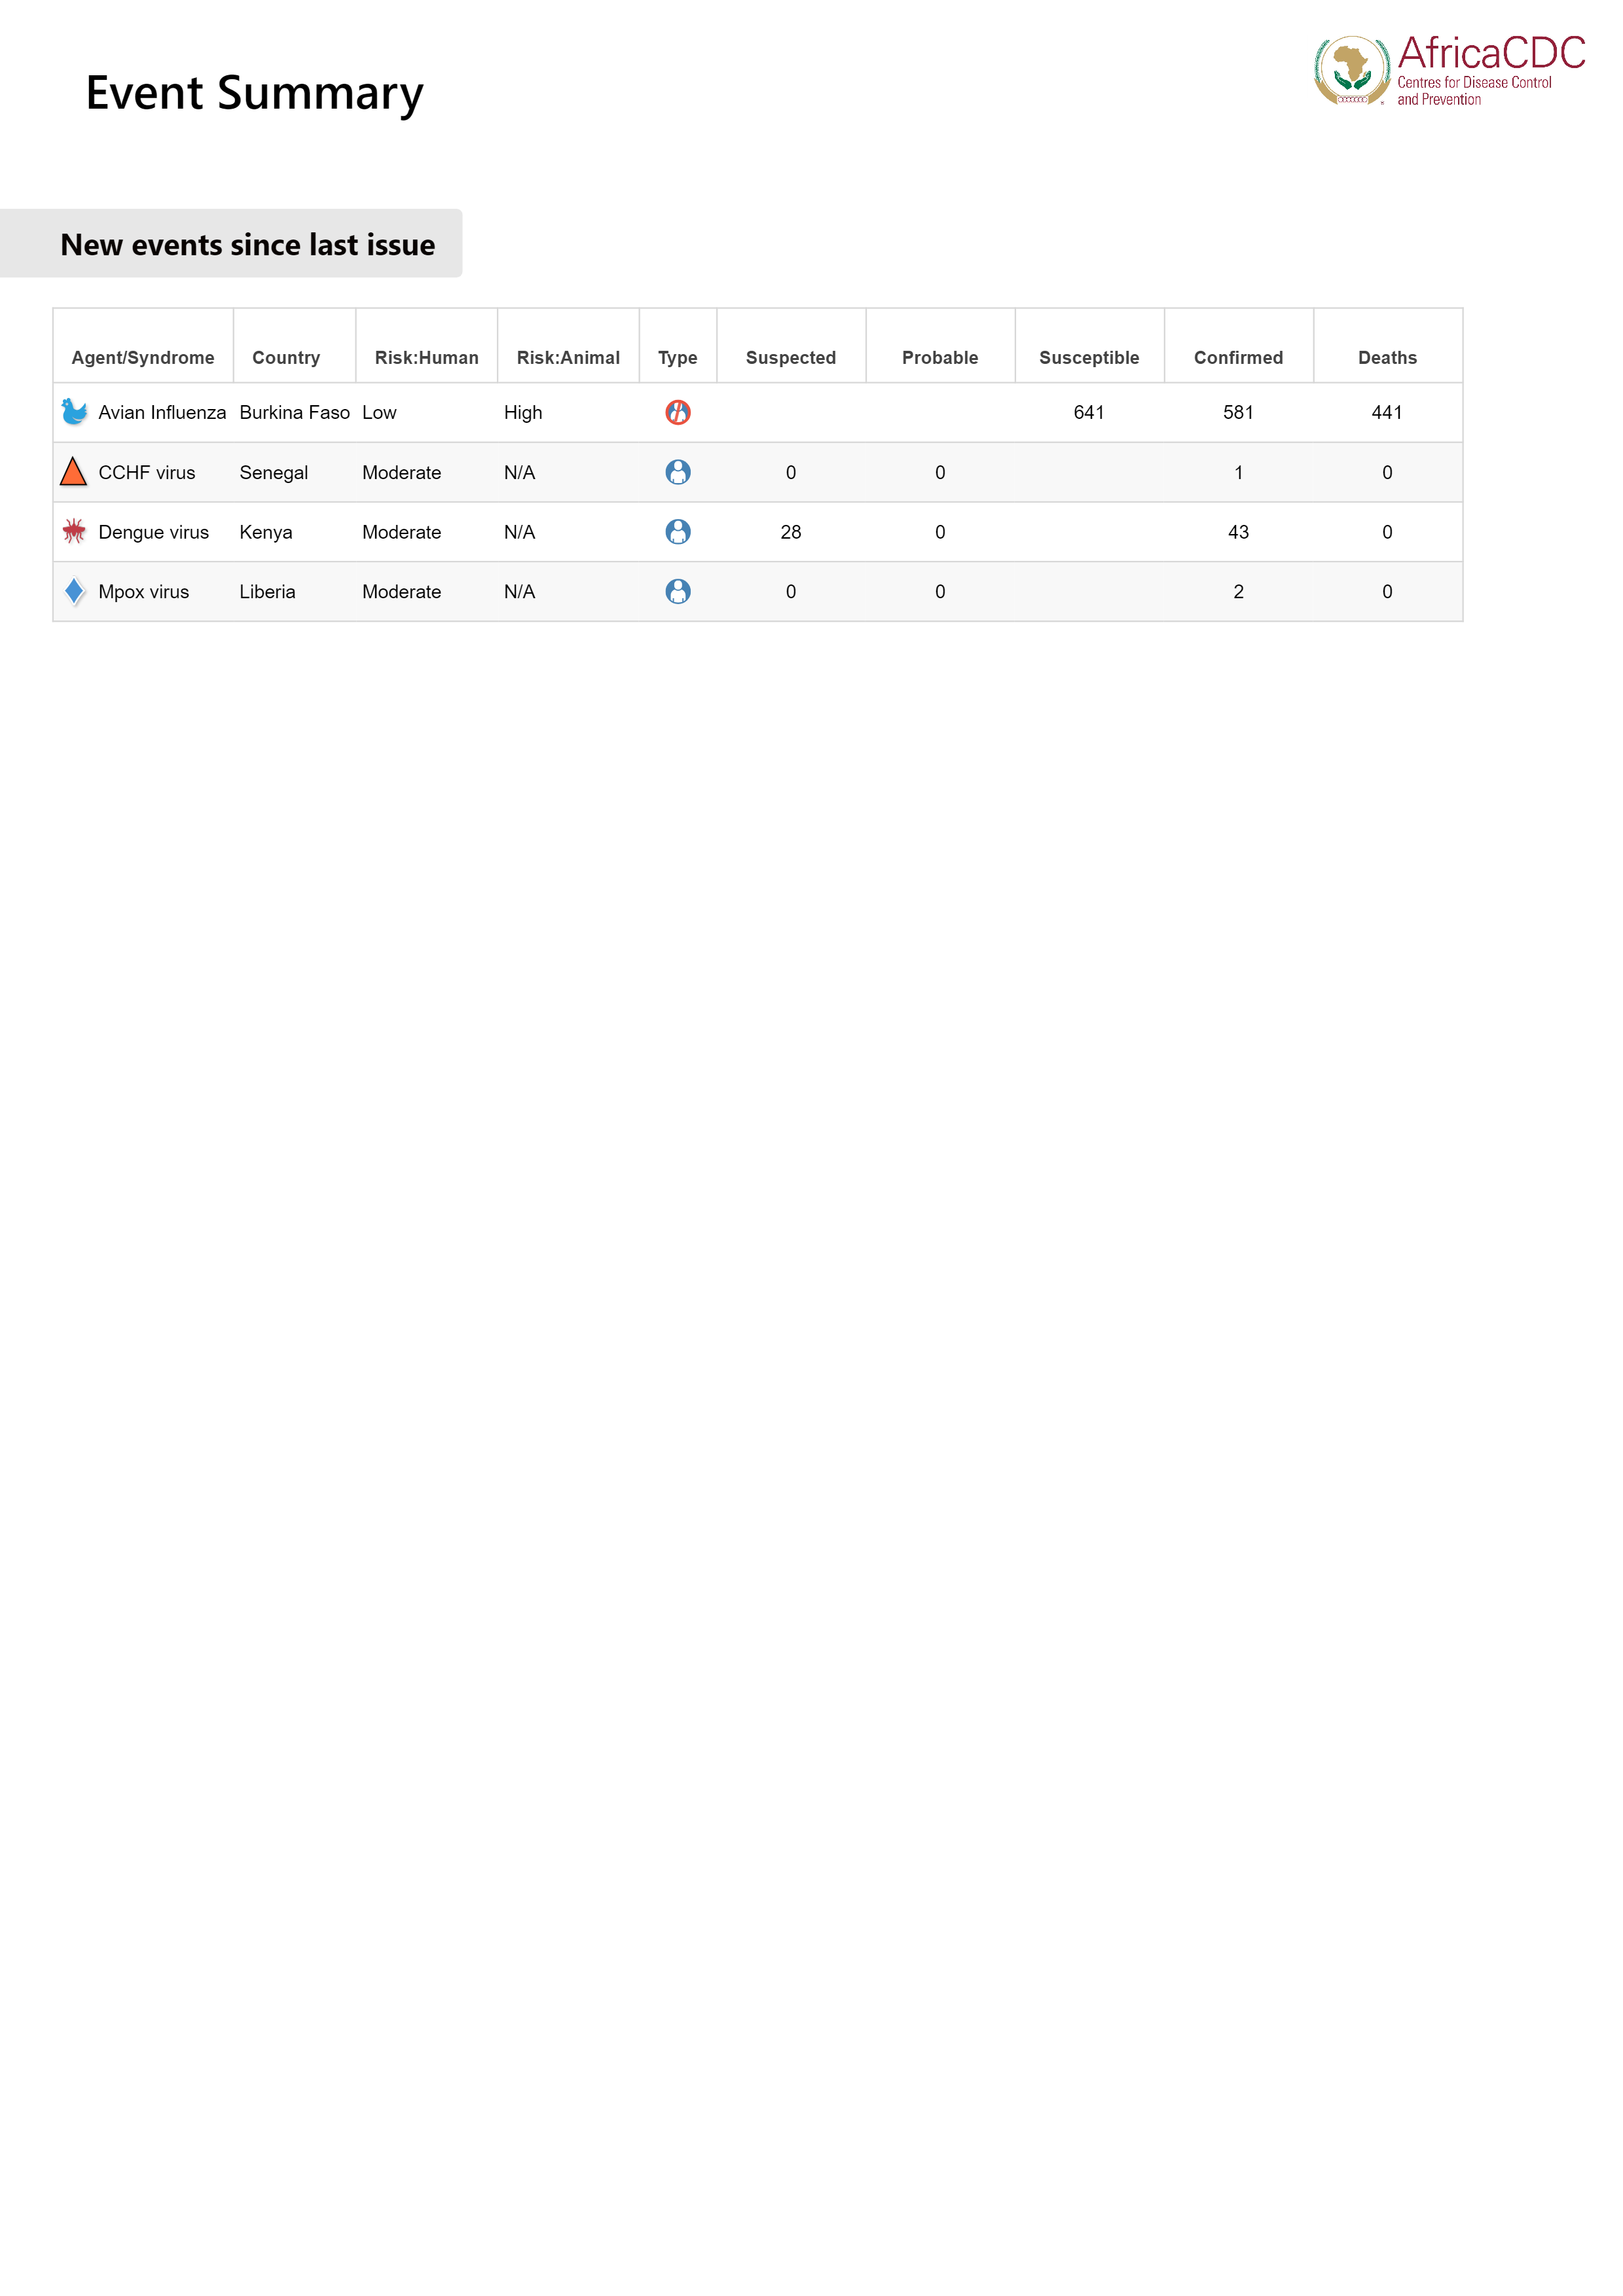 Event Summary
AfricaCDC
Centres for Disease Control
and Prevention
New events since last issue
Agent/Syndrome Country Risk:Human Risk:Animal Type Suspected Probable Susceptible Confirmed Deaths
Avian Influenza Burkina Faso Low High 641 581 441
CCHF virus Senegal Moderate N/A 0 0 1 0
Dengue virus Kenya Moderate N/A 28 0 43 0
Mpox virus Liberia Moderate N/A 0 0 2 0